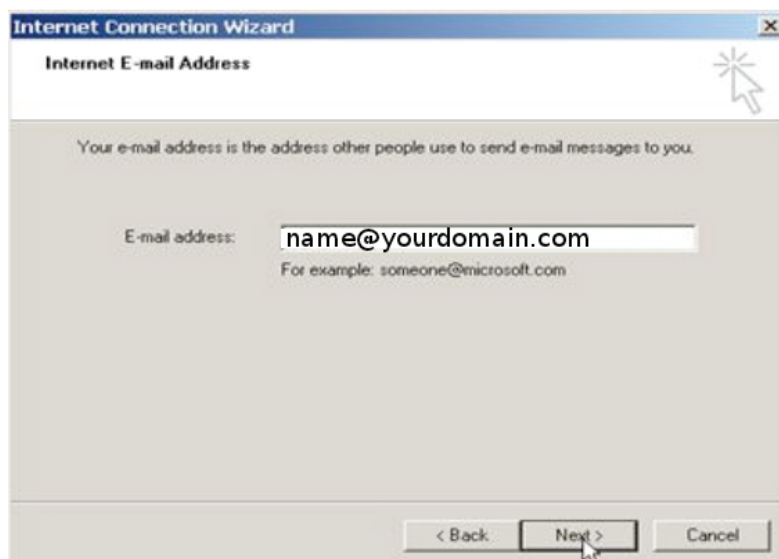 Internet Connection Wizard
Internet E-mail Address
Your e-mail address is the address other people use to send e-mail messages to you.
E-mail address: name@yourdomain.com
For example: someone@microsoft.com
< Back Next > Cancel